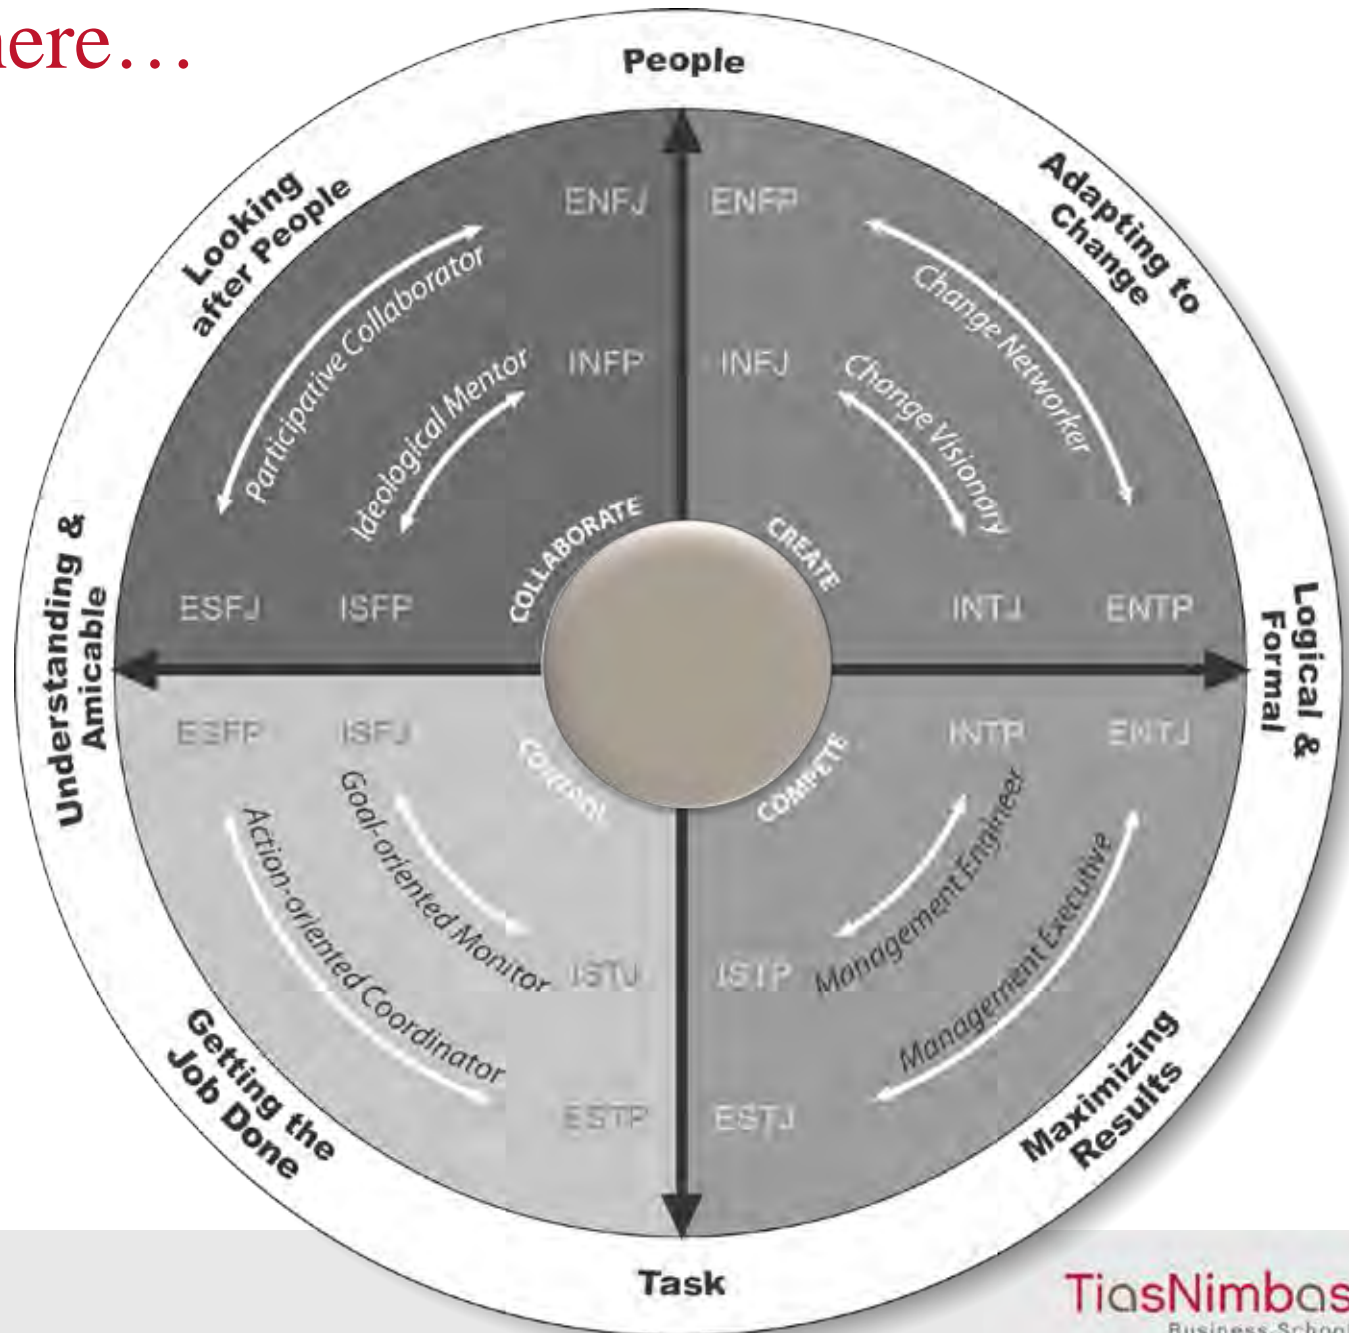 here…
People
Looking
after People
Adapting to
Change
ENFJ
ENFP
Participative Collaborator
Change Networker
Ideological Mentor
INFP
INFJ
Change Visionary
COLLABORATE
CREATE
ESFJ
ISFP
INTJ
ENTP
Understanding &
Amicable
Logical &
Formal
ESFP
ISFJ
INTP
ENTJ
CONTROL
COMPETE
Goal-oriented Monitor
Management Engineer
Action-oriented Coordinator
Management Executive
ISTJ
ISTP
ESTP
ESTJ
Getting the
Job Done
Maximizing
Results
Task
TiasNimbas
Business School